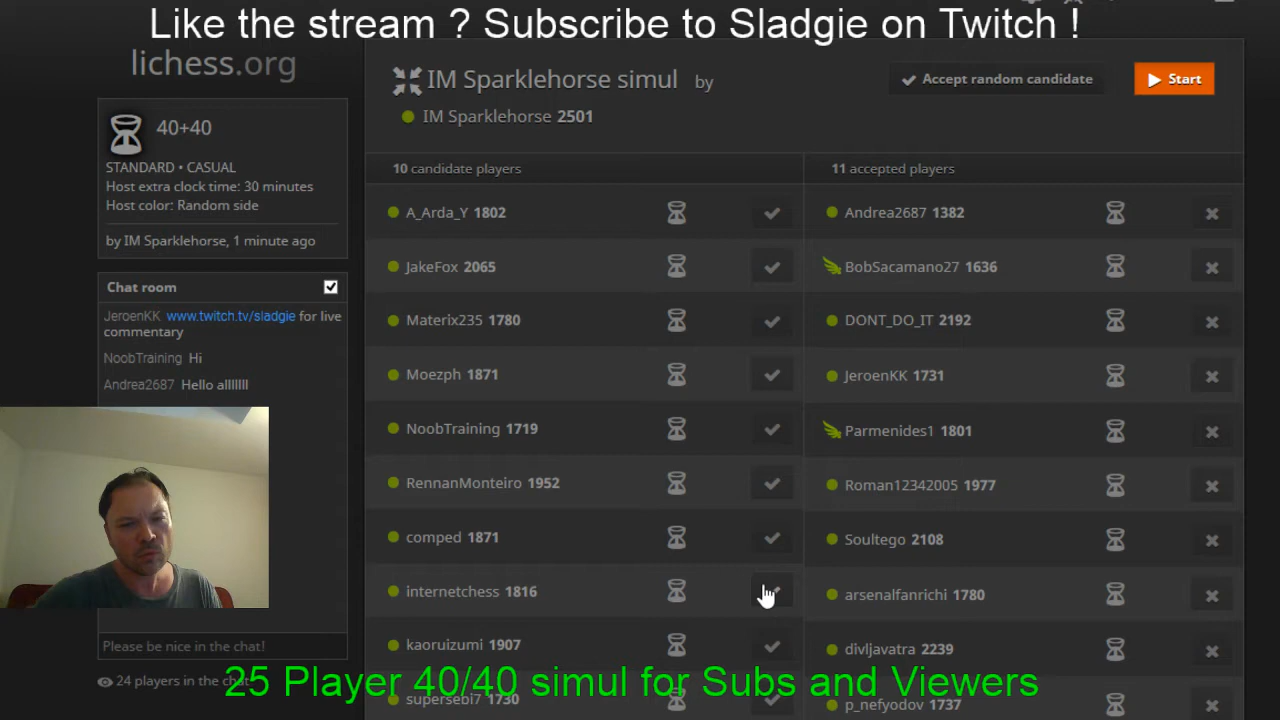 Like the stream ? Subscribe to Sladgie on Twitch !
lichess.org
40+40
STANDARD • CASUAL
Host extra clock time: 30 minutes
Host color: Random side
by IM Sparklehorse, 1 minute ago
Chat room
JeroenKK www.twitch.tv/sladgie for live
commentary
NoobTraining Hi
Andrea2687 Hello alllllll
Please be nice in the chat!
24 players in the chat
IM Sparklehorse simul by
IM Sparklehorse 2501
Accept random candidate
Start
10 candidate players
A_Arda_Y 1802
JakeFox 2065
Materix235 1780
Moezph 1871
NoobTraining 1719
RennanMonteiro 1952
comped 1871
internetchess 1816
kaoruizumi 1907
supersebi7 1730
11 accepted players
Andrea2687 1382
BobSacamano27 1636
DONT_DO_IT 2192
JeroenKK 1731
Parmenides1 1801
Roman12342005 1977
Soultego 2108
arsenalfanrichi 1780
divljavatra 2239
p_nefyodov 1737
25 Player 40/40 simul for Subs and Viewers